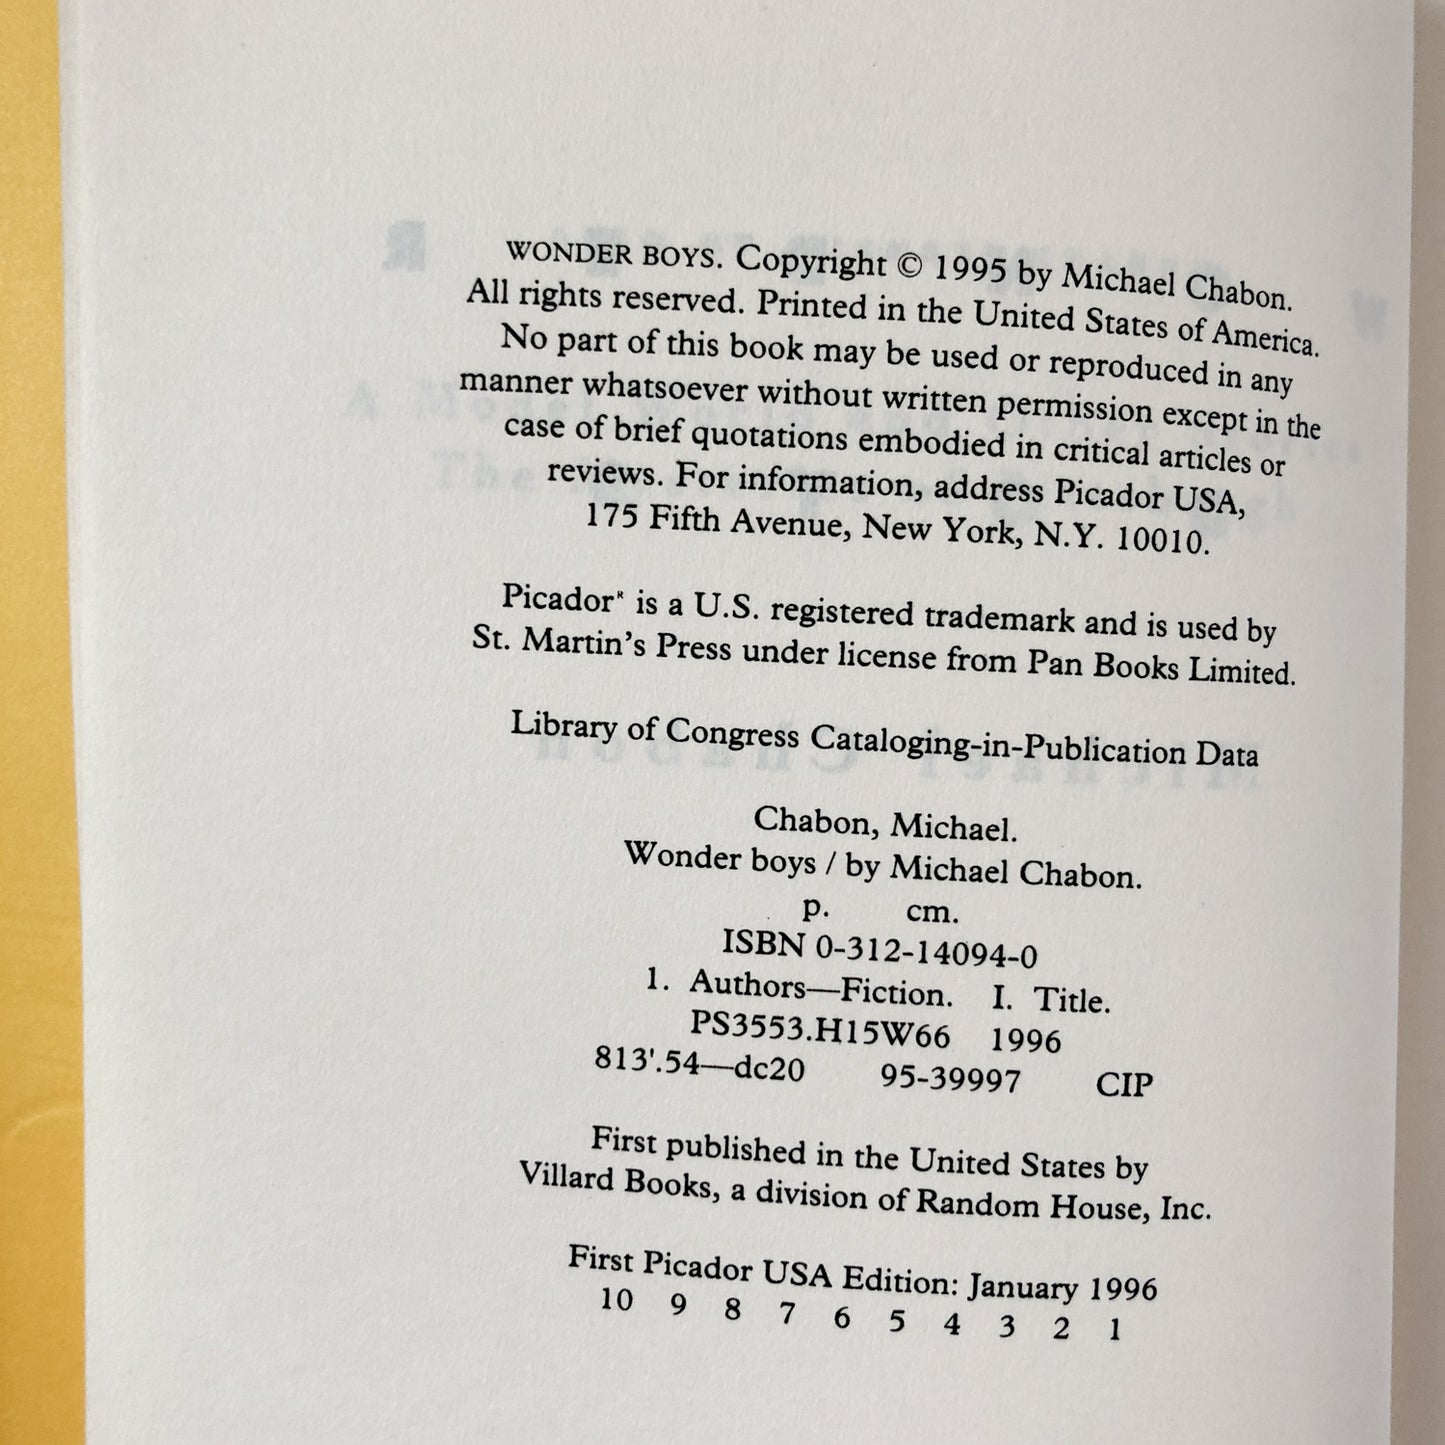 WONDER BOYS. Copyright © 1995 by Michael Chabon.
All rights reserved. Printed in the United States of America.
No part of this book may be used or reproduced in any
manner whatsoever without written permission except in the
case of brief quotations embodied in critical articles or
reviews. For information, address Picador USA,
175 Fifth Avenue, New York, N.Y. 10010.
Picador® is a U.S. registered trademark and is used by
St. Martin's Press under license from Pan Books Limited.
Library of Congress Cataloging-in-Publication Data
Chabon, Michael.
Wonder boys / by Michael Chabon.
p. cm.
ISBN 0-312-14094-0
1. Authors—Fiction. I. Title.
PS3553.H15W66 1996
813'.54—dc20 95-39997 CIP
First published in the United States by
Villard Books, a division of Random House, Inc.
First Picador USA Edition: January 1996
10 9 8 7 6 5 4 3 2 1